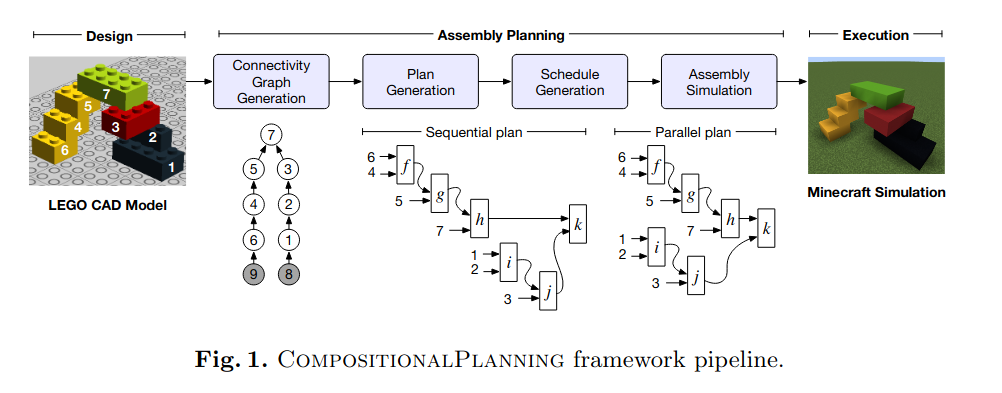 Design
Assembly Planning
Execution
Connectivity
Graph
Generation
Plan
Generation
Schedule
Generation
Assembly
Simulation
7
5
4
3
2
6
1
LEGO CAD Model
7
5 3
4 2
6 1
9 8
Sequential plan
6
4
f
5
g
7
h
k
1
2
i
3
j
Parallel plan
6
4
f
5
g
7
h
k
1
2
i
3
j
Minecraft Simulation
Fig. 1. COMPOSITIONALPLANNING framework pipeline.